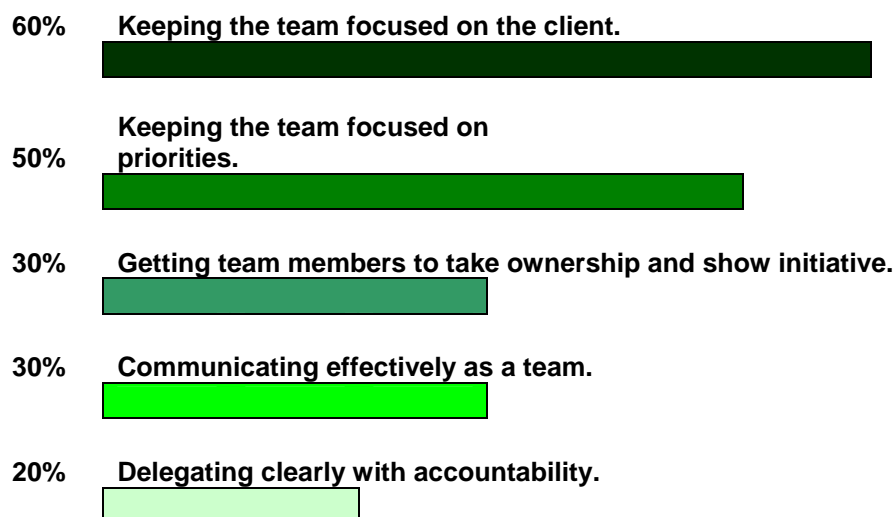 60% Keeping the team focused on the client.
Keeping the team focused on
50% priorities.
30% Getting team members to take ownership and show initiative.
30% Communicating effectively as a team.
20% Delegating clearly with accountability.